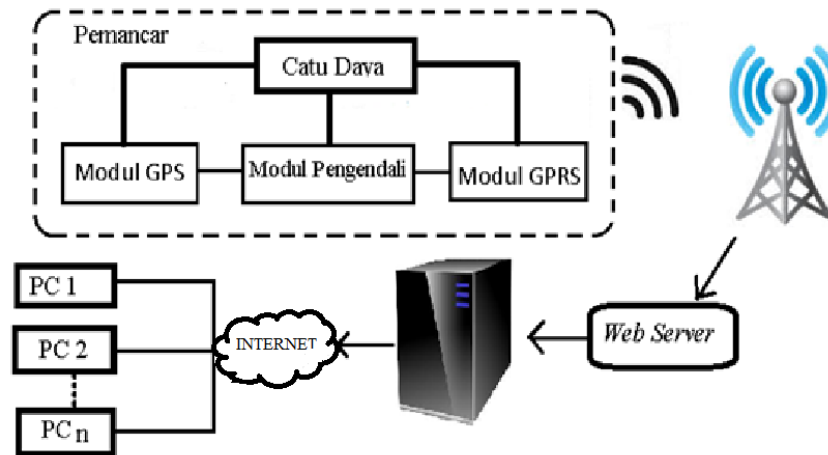 Pemancar
Catu Daya
Modul GPS
Modul Pengendali
Modul GPRS
PC 1
PC 2
PC n
INTERNET
Web Server